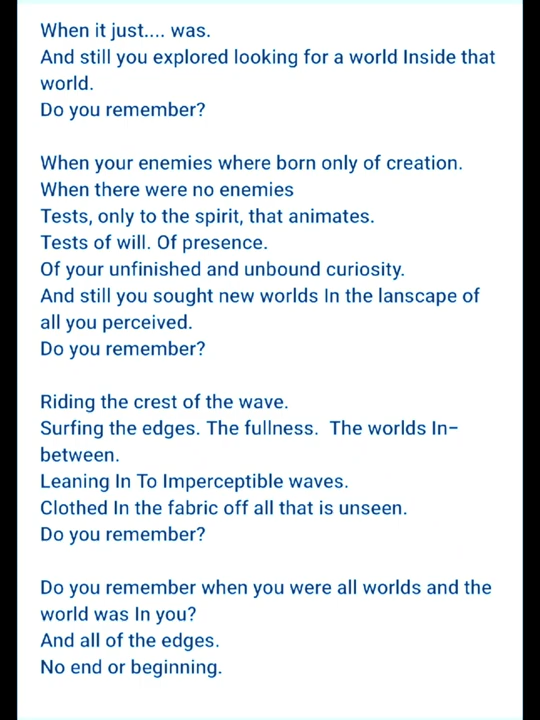 When it just.... was.
And still you explored looking for a world Inside that
world.
Do you remember?
When your enemies where born only of creation.
When there were no enemies
Tests, only to the spirit, that animates.
Tests of will. Of presence.
Of your unfinished and unbound curiosity.
And still you sought new worlds In the lanscape of
all you perceived.
Do you remember?
Riding the crest of the wave.
Surfing the edges. The fullness.  The worlds In-
between.
Leaning In To Imperceptible waves.
Clothed In the fabric off all that is unseen.
Do you remember?
Do you remember when you were all worlds and the
world was In you?
And all of the edges.
No end or beginning.